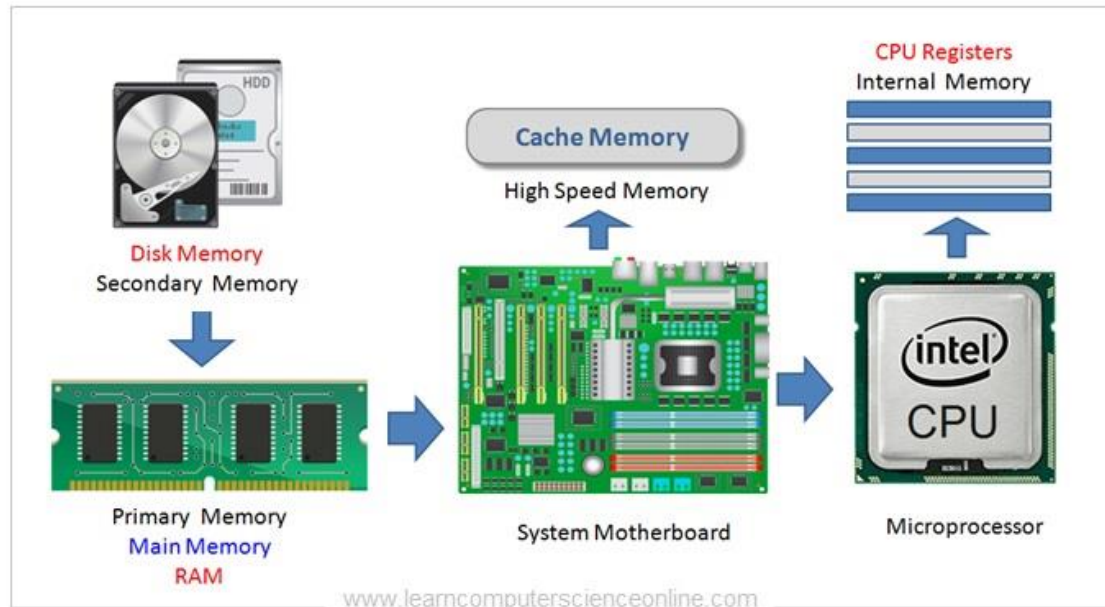 HDD
Disk Memory
Secondary Memory
Primary Memory
Main Memory
RAM
Cache Memory
High Speed Memory
System Motherboard
CPU Registers
Internal Memory
intel
CPU
Microprocessor
www.learncomputerscienceonline.com